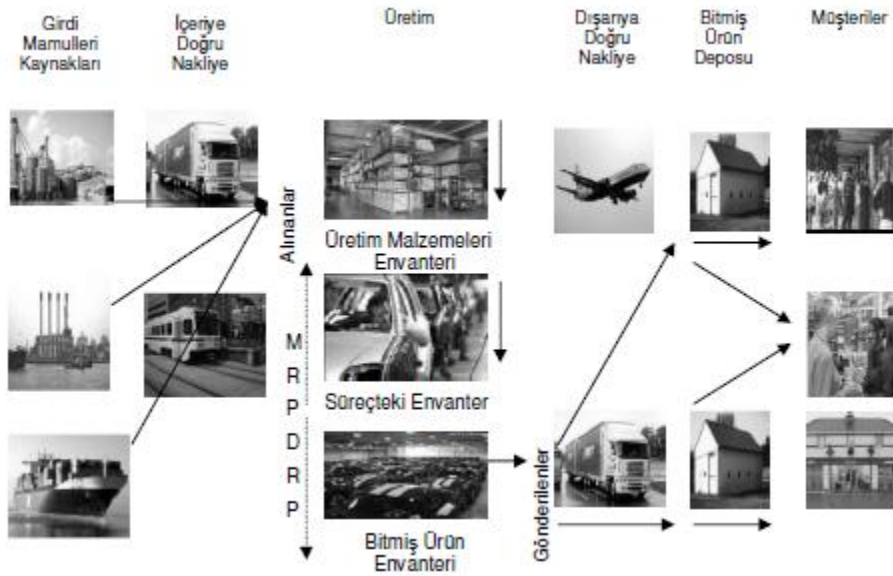 Girdi
Mamulleri
Kaynakları
İçeriye
Doğru
Nakliye
Üretim
Dışarıya
Doğru
Nakliye
Bitmiş
Ürün
Deposu
Müşteriler
Alınanlar
Üretim Malzemeleri
Envanteri
M
R
P
Süreçteki Envanter
D
R
P
Bitmiş Ürün
Envanteri
Gönderilenler